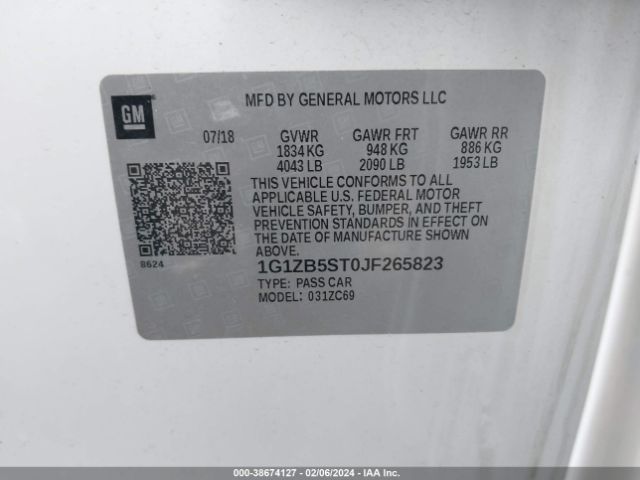 GM
MFD BY GENERAL MOTORS LLC
07/18 GVWR GAWR FRT GAWR RR
1834 KG 948 KG 886 KG
4043 LB 2090 LB 1953 LB
THIS VEHICLE CONFORMS TO ALL
APPLICABLE U.S. FEDERAL MOTOR
VEHICLE SAFETY, BUMPER, AND THEFT
PREVENTION STANDARDS IN EFFECT ON
THE DATE OF MANUFACTURE SHOWN
ABOVE.
8624
1G1ZB5ST0JF265823
TYPE: PASS CAR
MODEL: 031ZC69
000-38674127 - 02/06/2024 - IAA Inc.